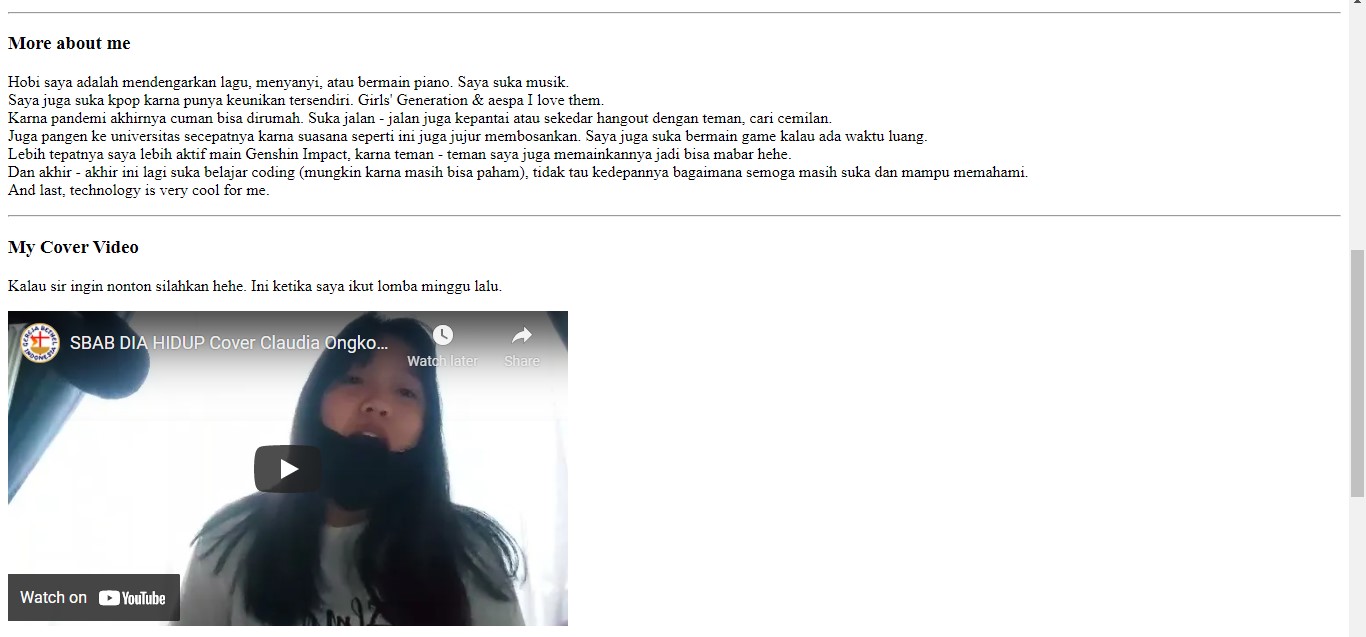 More about me
Hobi saya adalah mendengarkan lagu, menyanyi, atau bermain piano. Saya suka musik.
Saya juga suka kpop karna punya keunikan tersendiri. Girls' Generation & aespa I love them.
Karna pandemi akhirnya cuman bisa dirumah. Suka jalan - jalan juga kepantai atau sekedar hangout dengan teman, cari cemilan.
Juga pangen ke universitas secepatnya karna suasana seperti ini juga jujur membosankan. Saya juga suka bermain game kalau ada waktu luang.
Lebih tepatnya saya lebih aktif main Genshin Impact, karna teman - teman saya juga memainkannya jadi bisa mabar hehe.
Dan akhir - akhir ini lagi suka belajar coding (mungkin karna masih bisa paham), tidak tau kedepannya bagaimana semoga masih suka dan mampu memahami.
And last, technology is very cool for me.
My Cover Video
Kalau sir ingin nonton silahkan hehe. Ini ketika saya ikut lomba minggu lalu.
GEREJA BETHEL INDONESIA
SBAB DIA HIDUP Cover Claudia Ongko...
Watch later
Share
Watch on YouTube